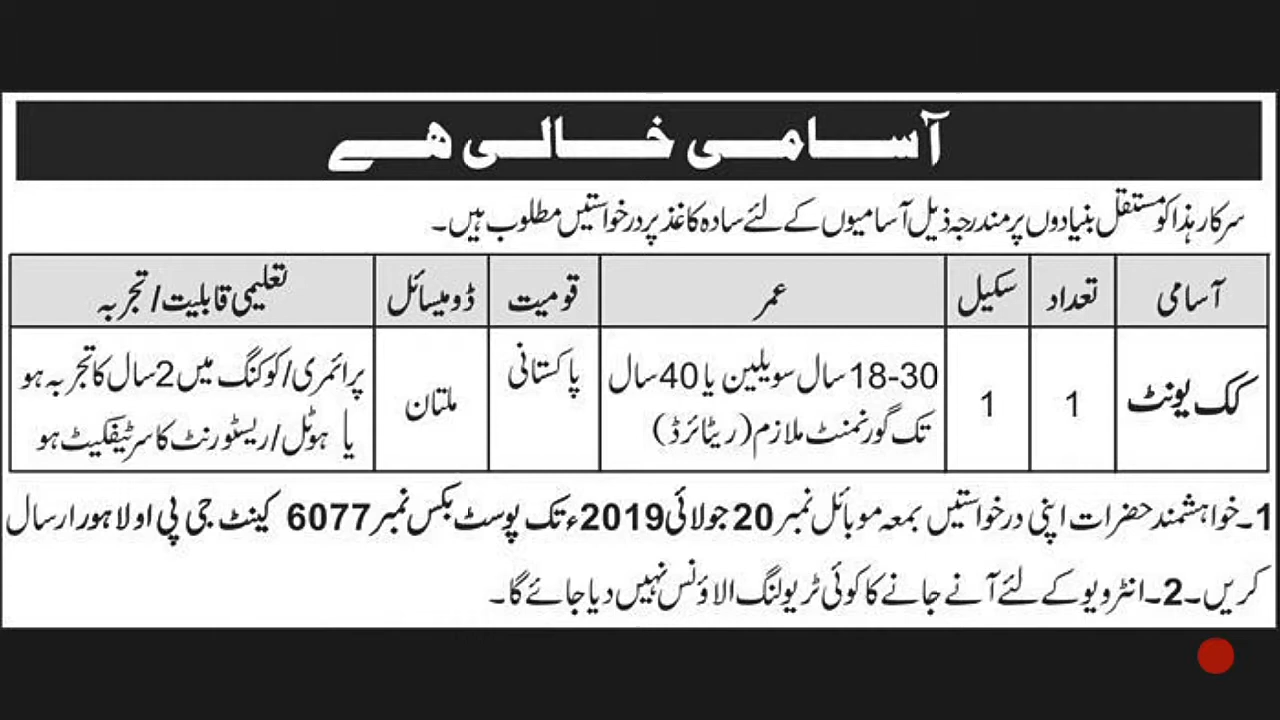 آسامی خالی ہے
سرکار ہذا کو مستقل بنیادوں پر مندرجہ ذیل آسامیوں کے لئے سادہ کاغذ پر درخواستیں مطلوب ہیں۔
آسامی تعداد سکیل عمر قومیت ڈومیسائل تعلیمی قابلیت/تجربہ
کک یونٹ 1 1 18-30 سال سویلین یا 40 سال پاکستانی ملتان پرائمری/کوکنگ میں 2 سال کا تجربہ ہو
تک گورنمنٹ ملازم (ریٹائرڈ) یا ہوٹل/ریسٹورنٹ کا سرٹیفکیٹ ہو
1۔خواہشمند حضرات اپنی درخواستیں بمعہ موبائل نمبر 20 جولائی 2019ء تک پوسٹ بکس نمبر 6077 کینٹ جی پی او لاہور ارسال
کریں۔2۔انٹرویو کے لئے آنے جانے کا کوئی ٹریولنگ الاؤنس نہیں دیا جائے گا۔